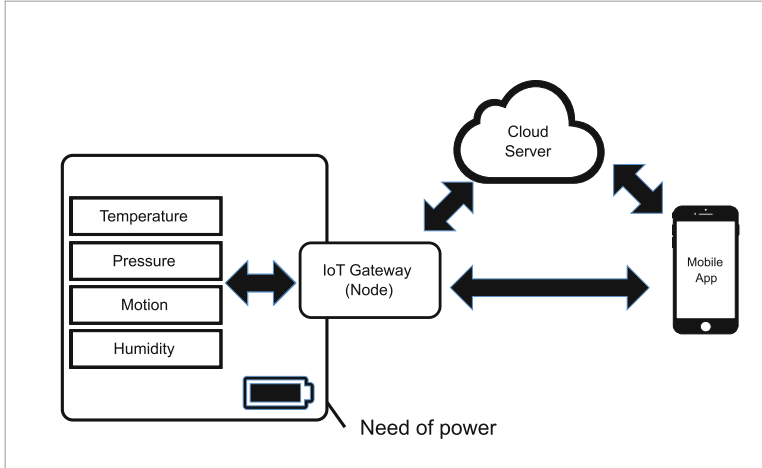 Cloud
Server
Temperature
Pressure
Motion
Humidity
IoT Gateway
(Node)
Mobile
App
Need of power